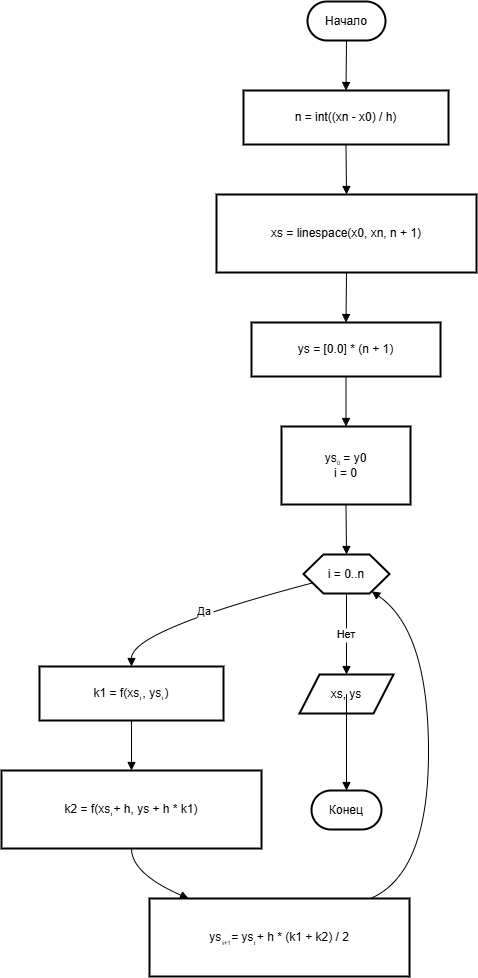 Начало
n = int((xn - x0) / h)
xs = linespace(x0, xn, n + 1)
ys = [0.0] * (n + 1)
ys₀ = y0
i = 0
i = 0..n
Да
Нет
k1 = f(xsᵢ, ysᵢ)
xs, ys
k2 = f(xsᵢ + h, ys + h * k1)
Конец
ysᵢ₊₁ = ysᵢ + h * (k1 + k2) / 2